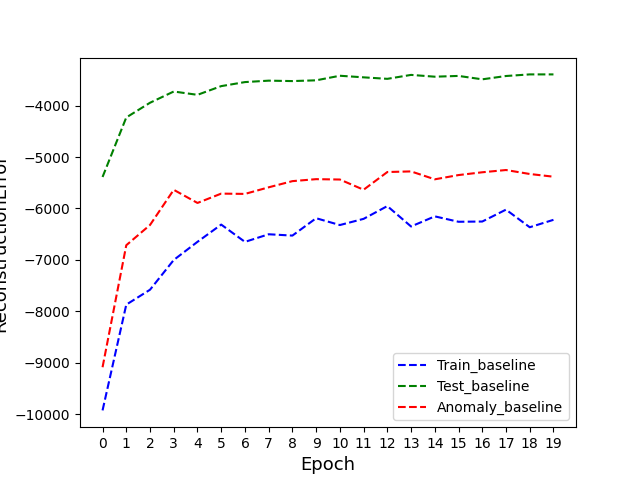 −4000
−5000
−6000
−7000
−8000
−9000
−10000
ReconstructionError
0 1 2 3 4 5 6 7 8 9 10 11 12 13 14 15 16 17 18 19
Epoch
Train_baseline
Test_baseline
Anomaly_baseline